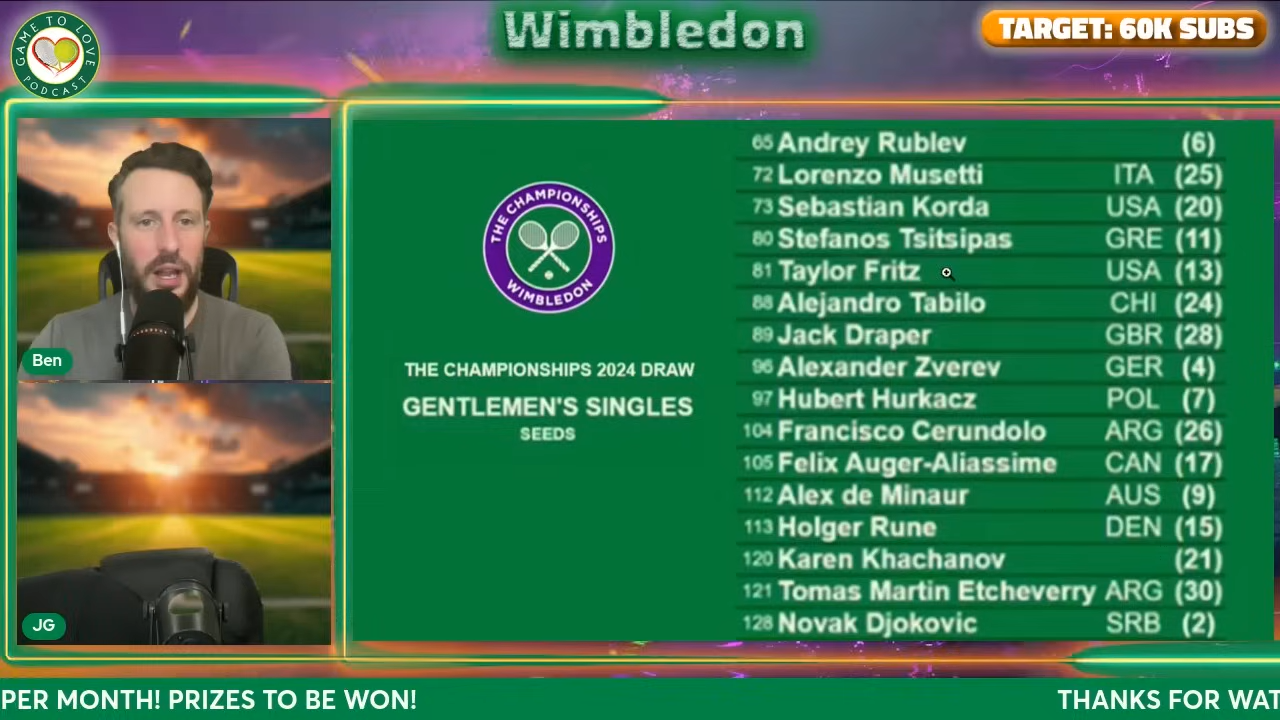 GAME TO LOVE
PODCAST
Wimbledon
TARGET: 60K SUBS
Ben
JG
THE CHAMPIONSHIPS
WIMBLEDON
THE CHAMPIONSHIPS 2024 DRAW
GENTLEMEN'S SINGLES
SEEDS
65 Andrey Rublev (6)
72 Lorenzo Musetti ITA (25)
73 Sebastian Korda USA (20)
80 Stefanos Tsitsipas GRE (11)
81 Taylor Fritz USA (13)
88 Alejandro Tabilo CHI (24)
89 Jack Draper GBR (28)
96 Alexander Zverev GER (4)
97 Hubert Hurkacz POL (7)
104 Francisco Cerundolo ARG (26)
105 Felix Auger-Aliassime CAN (17)
112 Alex de Minaur AUS (9)
113 Holger Rune DEN (15)
120 Karen Khachanov (21)
121 Tomas Martin Etcheverry ARG (30)
128 Novak Djokovic SRB (2)
PER MONTH! PRIZES TO BE WON! THANKS FOR WAT